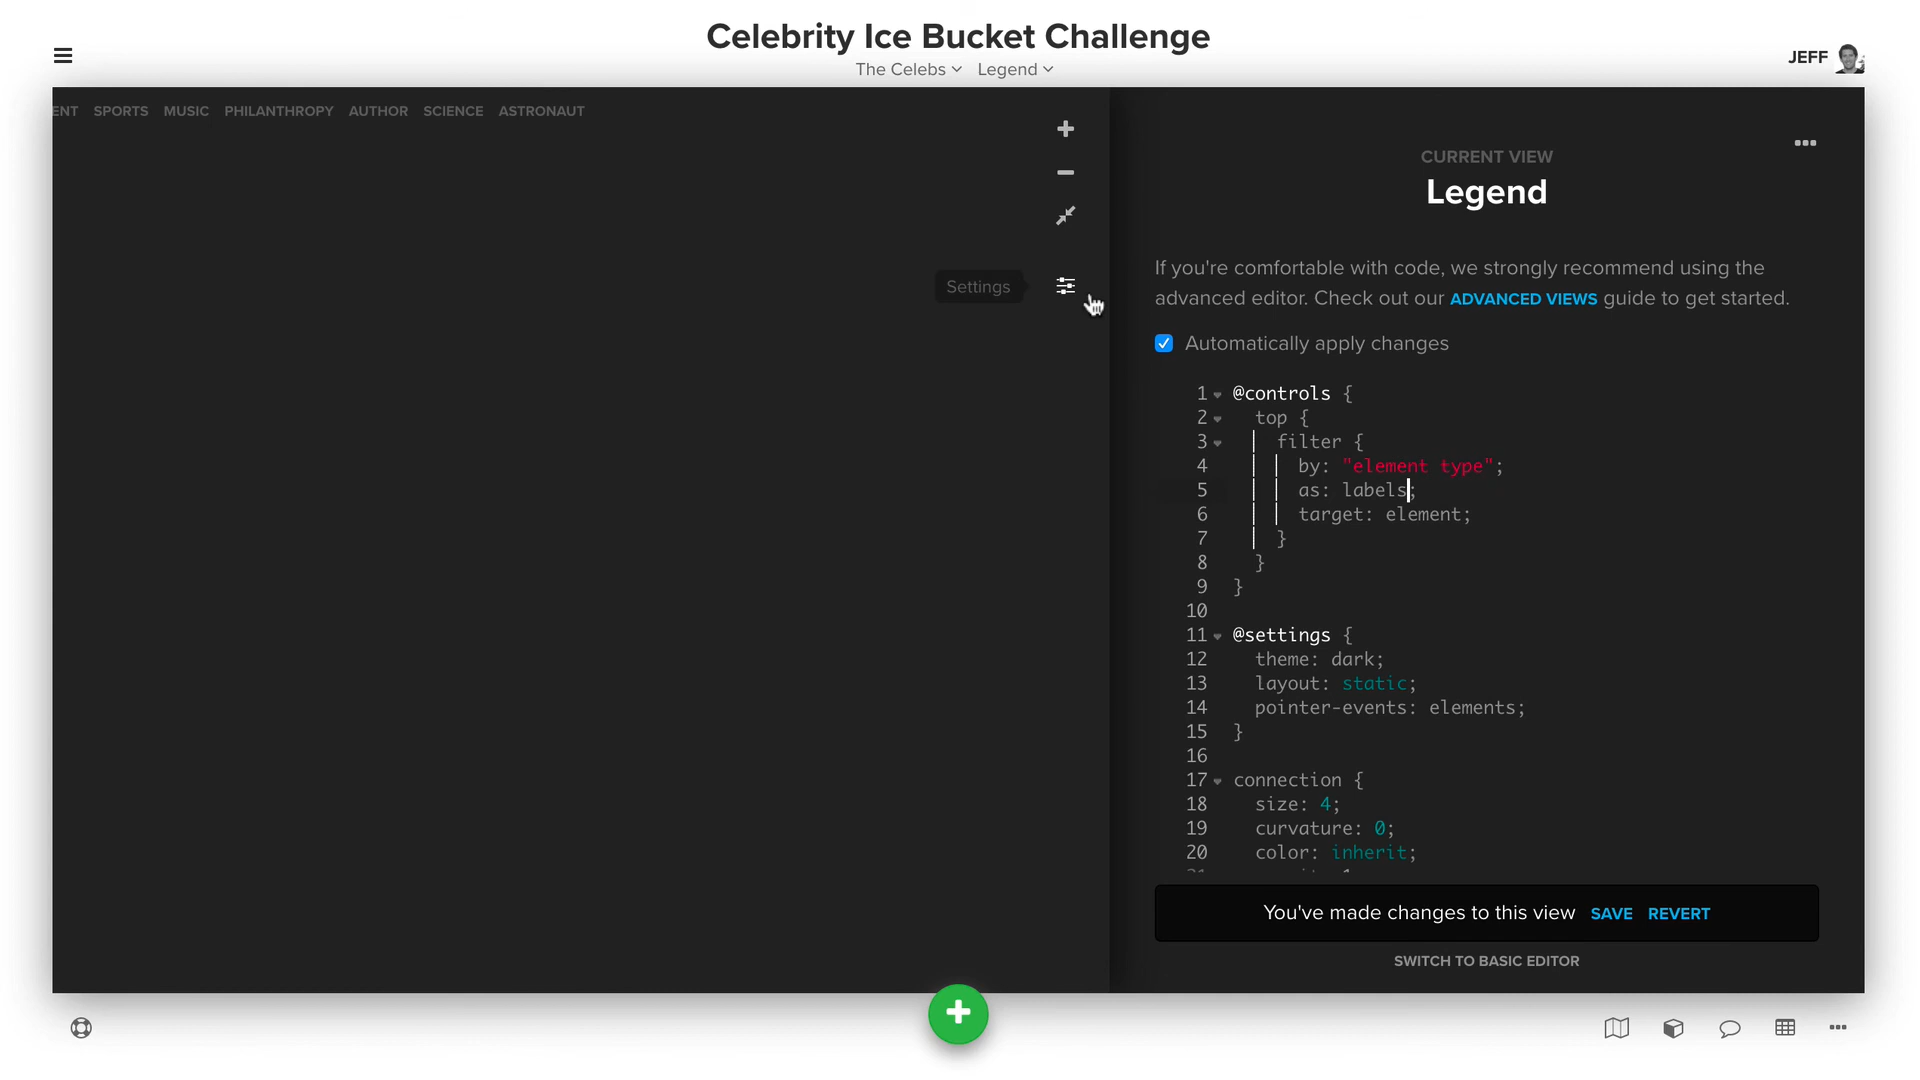 Celebrity Ice Bucket Challenge
The Celebs Legend
JEFF
ENT SPORTS MUSIC PHILANTHROPY AUTHOR SCIENCE ASTRONAUT
Settings
CURRENT VIEW
Legend
If you're comfortable with code, we strongly recommend using the
advanced editor. Check out our ADVANCED VIEWS guide to get started.
Automatically apply changes
1 @controls {
2 top {
3 filter {
4 by: "element type";
5 as: labels;
6 target: element;
7 }
8 }
9 }
10
11 @settings {
12 theme: dark;
13 layout: static;
14 pointer-events: elements;
15 }
16
17 connection {
18 size: 4;
19 curvature: 0;
20 color: inherit;
You've made changes to this view SAVE REVERT
SWITCH TO BASIC EDITOR